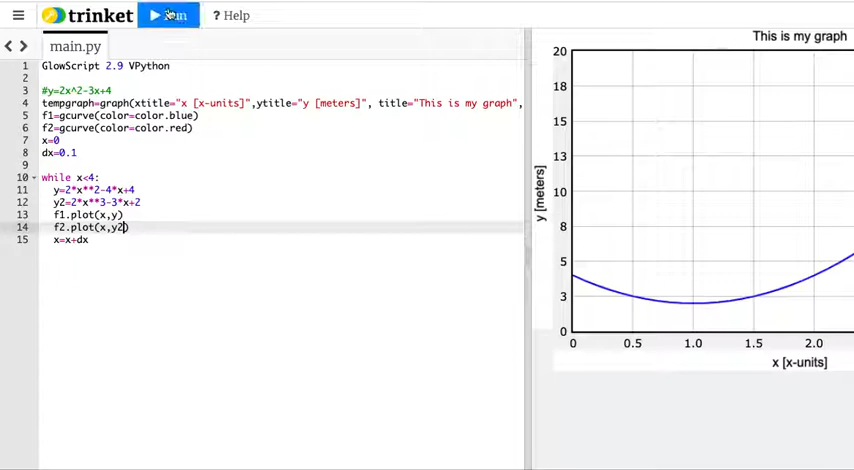 trinket Run ? Help
main.py
1 GlowScript 2.9 VPython
2
3 #y=2x^2-3x+4
4 tempgraph=graph(xtitle="x [x-units]",ytitle="y [meters]", title="This is my graph",
5 f1=gcurve(color=color.blue)
6 f2=gcurve(color=color.red)
7 x=0
8 dx=0.1
9
10 while x<4:
11 y=2*x**2-4*x+4
12 y2=2*x**3-3*x+2
13 f1.plot(x,y)
14 f2.plot(x,y2)
15 x=x+dx
This is my graph
20
18
15
13
10
8
5
3
0
y [meters]
0 0.5 1.0 1.5 2.0
x [x-units]